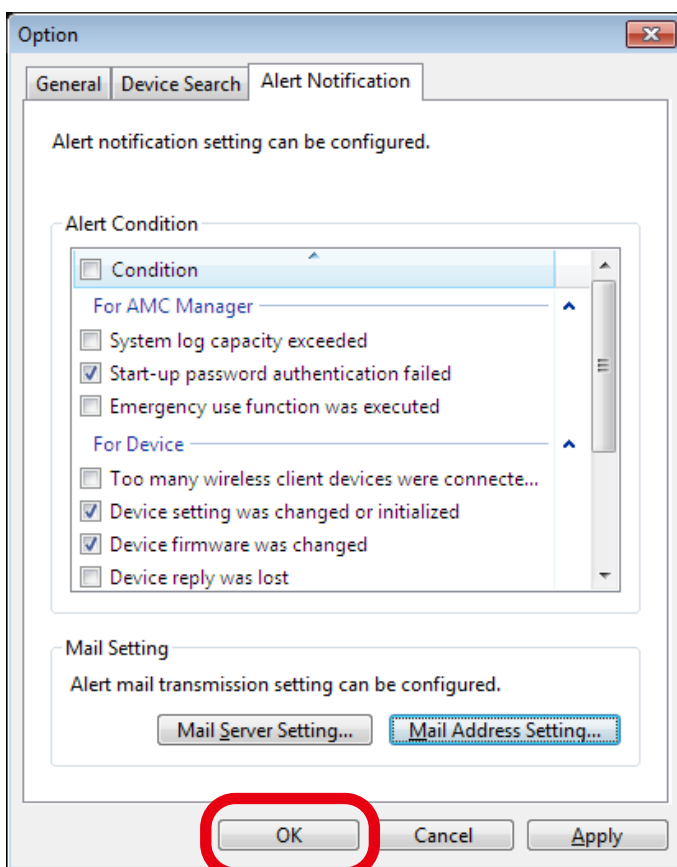 Option
General Device Search Alert Notification
Alert notification setting can be configured.
Alert Condition
Condition
For AMC Manager
System log capacity exceeded
Start-up password authentication failed
Emergency use function was executed
For Device
Too many wireless client devices were connecte...
Device setting was changed or initialized
Device firmware was changed
Device reply was lost
Mail Setting
Alert mail transmission setting can be configured.
Mail Server Setting... Mail Address Setting...
OK Cancel Apply